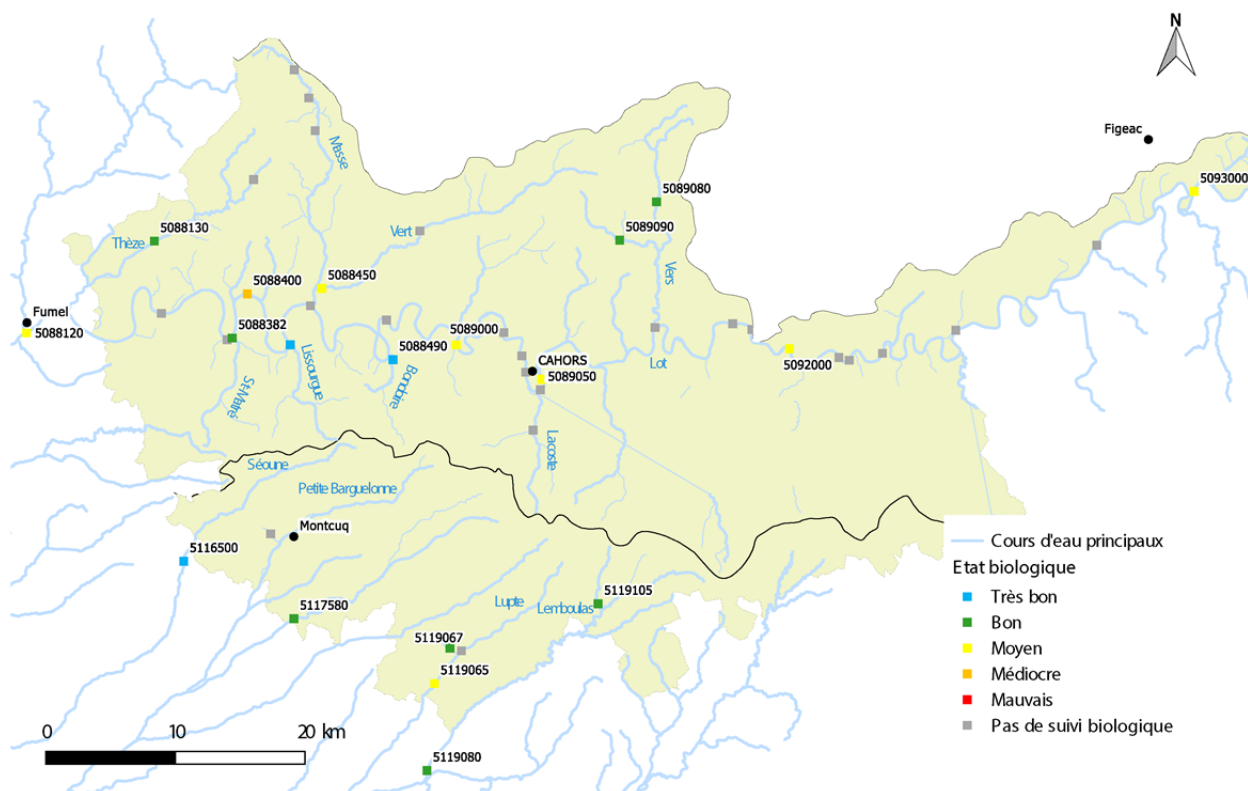 N
Figeac
5093000
Masse
5089080
5088130
5089090
Thèze
Vert
Vers
5088400
5088450
Fumel
5088120
5088382
5089000
5088490
CAHORS
5089050
Lot
5092000
St-Matré
Lissourgue
Bondoire
Lacoste
Séoune
Petite Barguelonne
Montcuq
5116500
5117580
Lupte
Lemboulas
5119105
5119067
5119065
5119080
0 10 20 km
Cours d'eau principaux
Etat biologique
Très bon
Bon
Moyen
Médiocre
Mauvais
Pas de suivi biologique